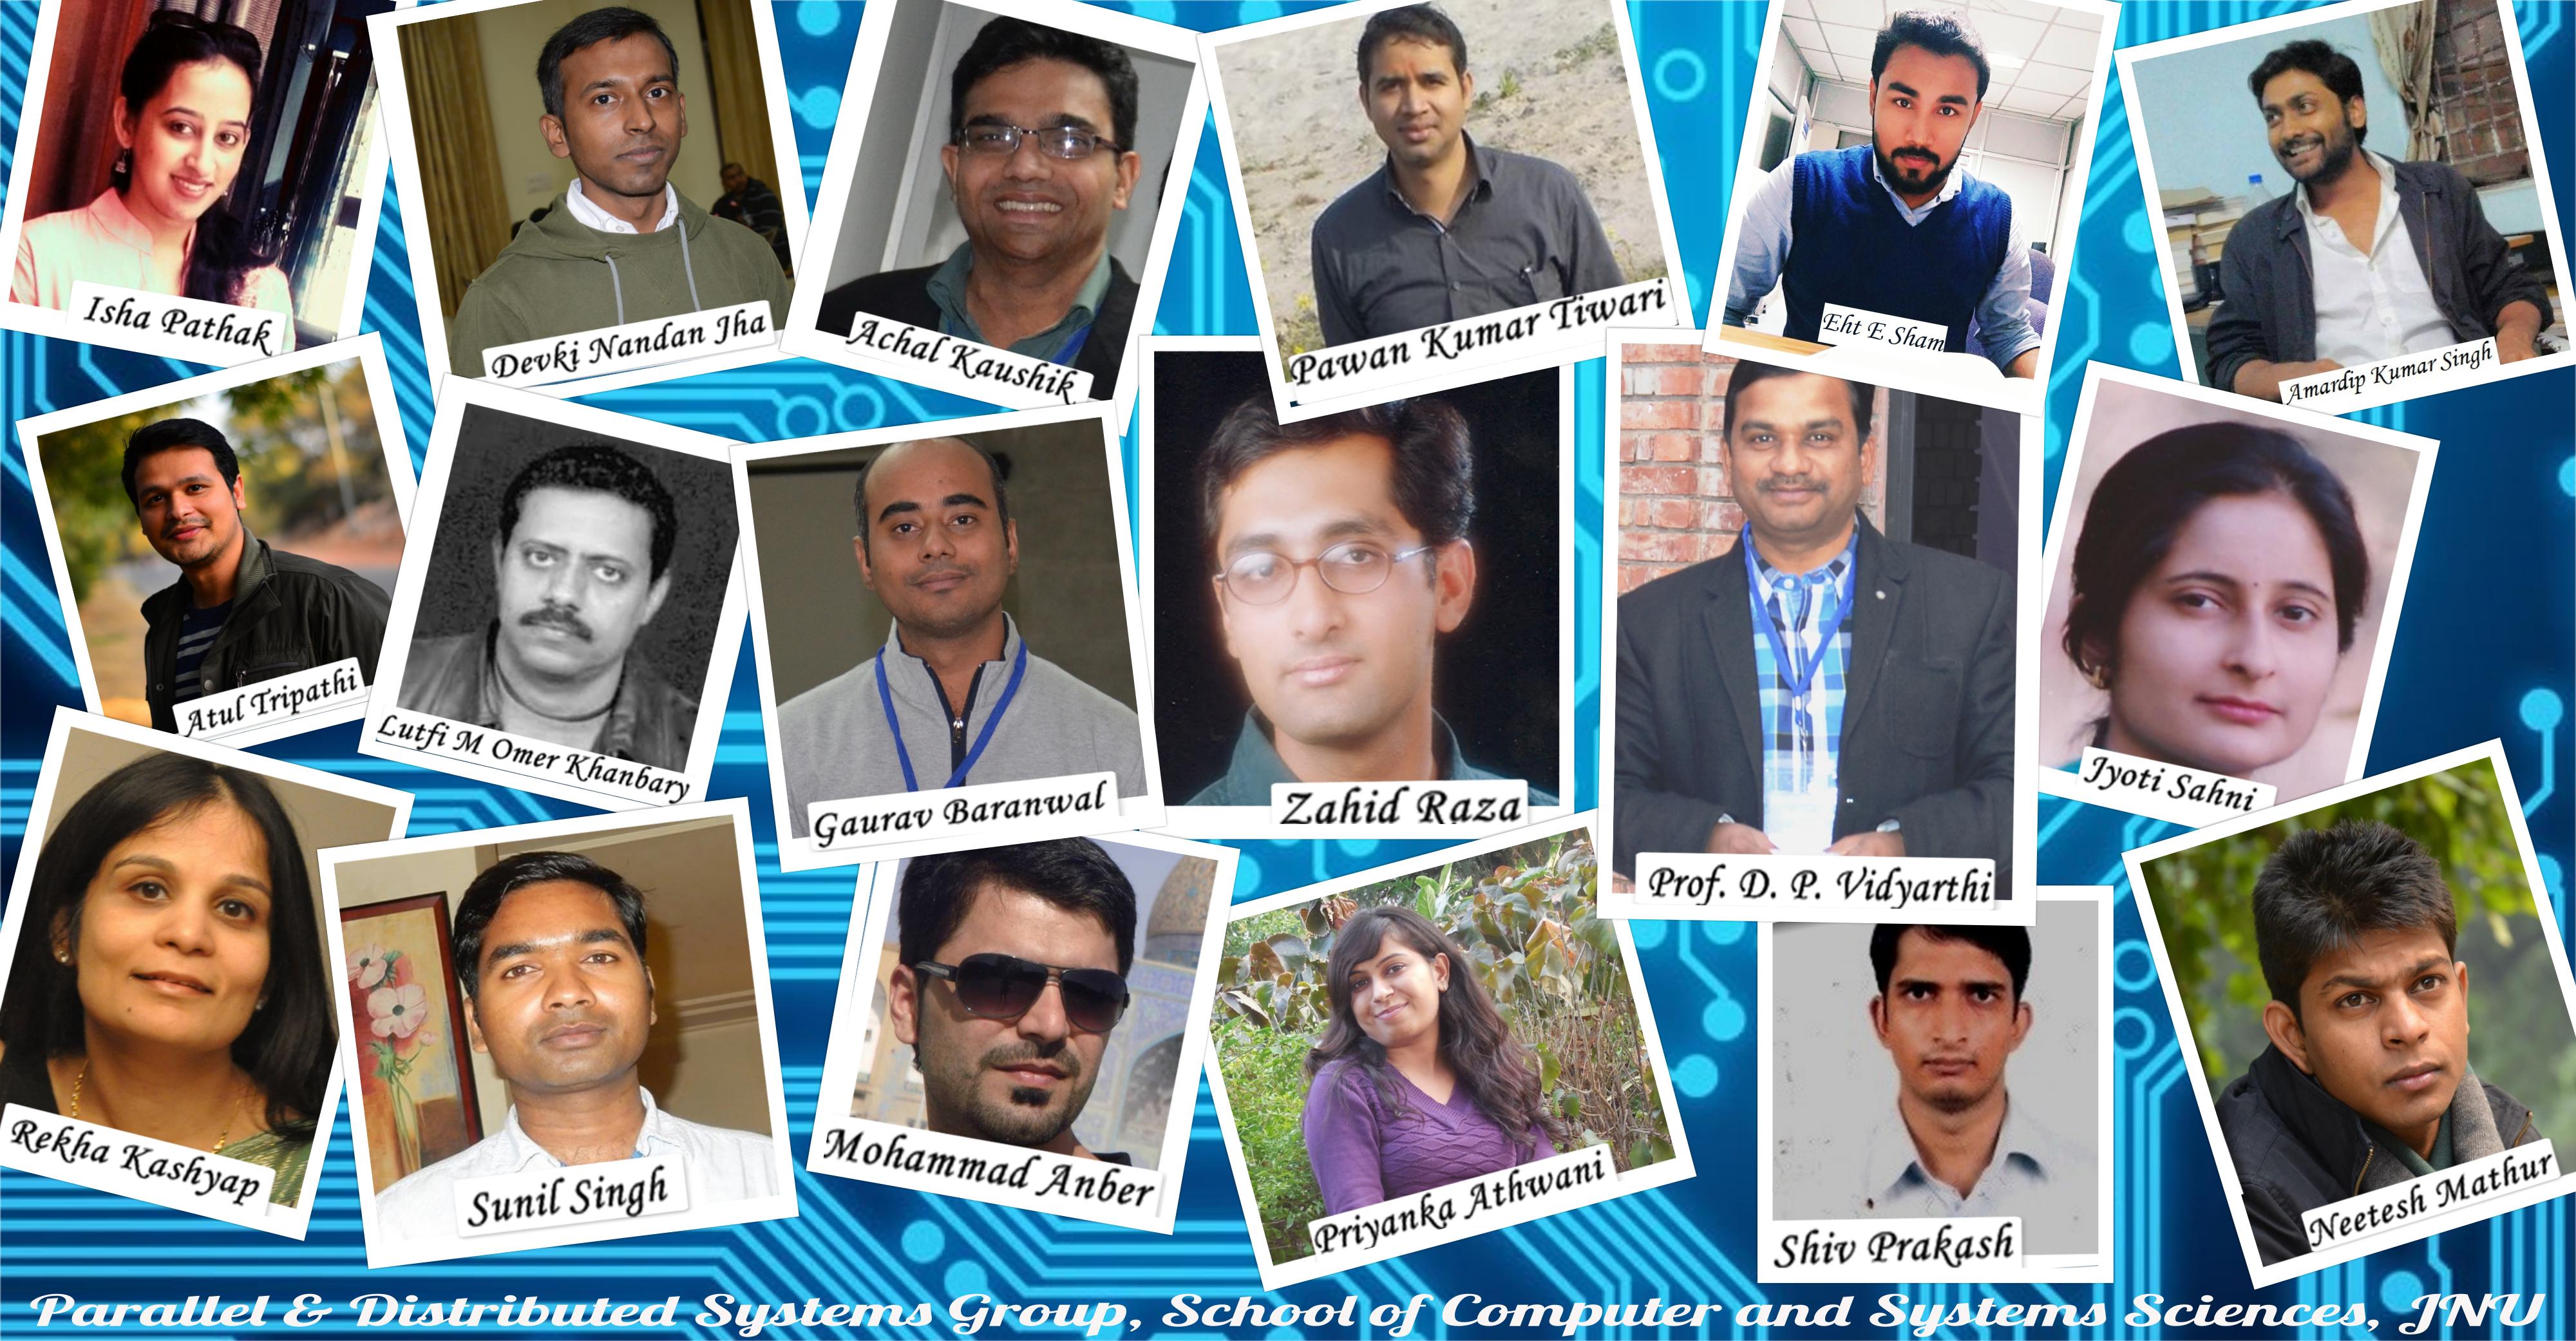 Isha Pathak
Devki Nandan Jha
Achal Kaushik
Pawan Kumar Tiwari
Eht E Sham
Amardip Kumar Singh
Atul Tripathi
Lutfi M Omer Khanbary
Gaurav Baranwal
Zahid Raza
Prof. D. P. Vidyarthi
Jyoti Sahni
Rekha Kashyap
Sunil Singh
Mohammad Anber
Priyanka Athwani
Shiv Prakash
Neetesh Mathur
Parallel & Distributed Systems Group, School of Computer and Systems Sciences, JNU